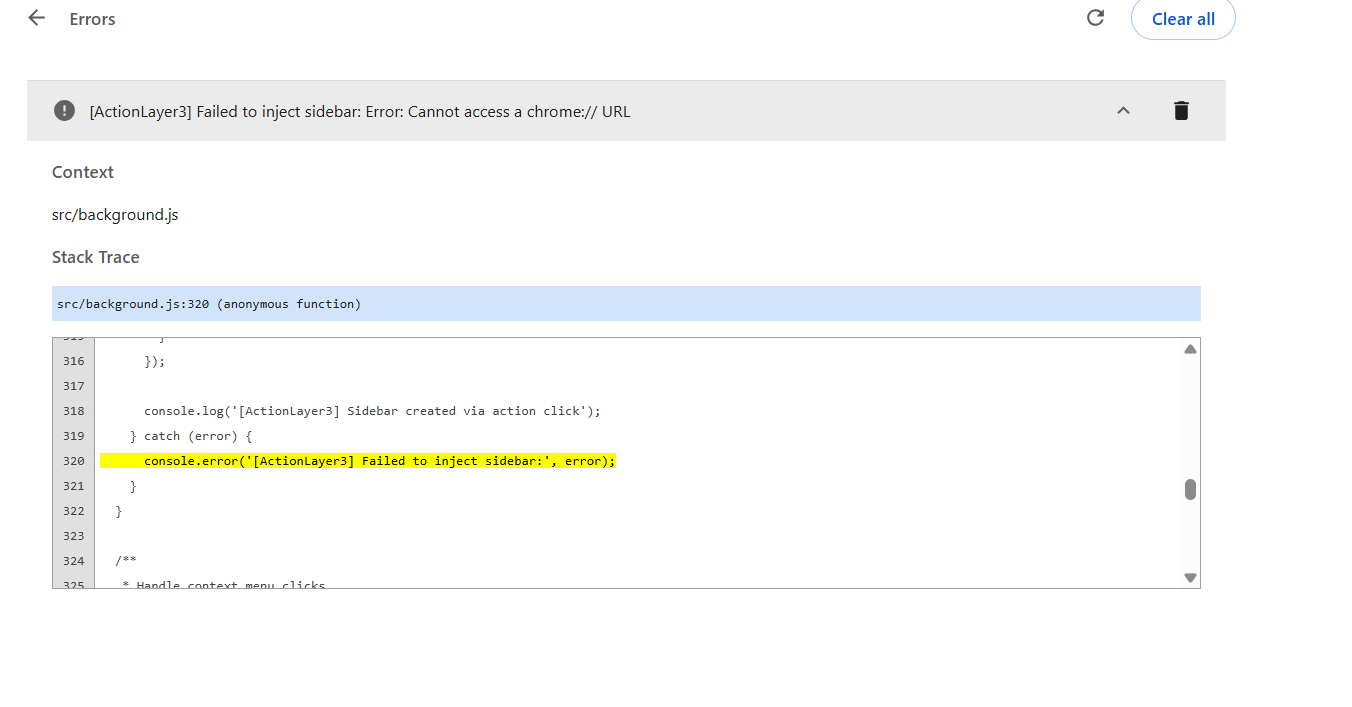 Errors
Clear all
[ActionLayer3] Failed to inject sidebar: Error: Cannot access a chrome:// URL
Context
src/background.js
Stack Trace
src/background.js:320 (anonymous function)
315 }
316 });
317
318 console.log('[ActionLayer3] Sidebar created via action click');
319 } catch (error) {
320 console.error('[ActionLayer3] Failed to inject sidebar:', error);
321 }
322 }
323
324 /**
325 * Handle context menu clicks